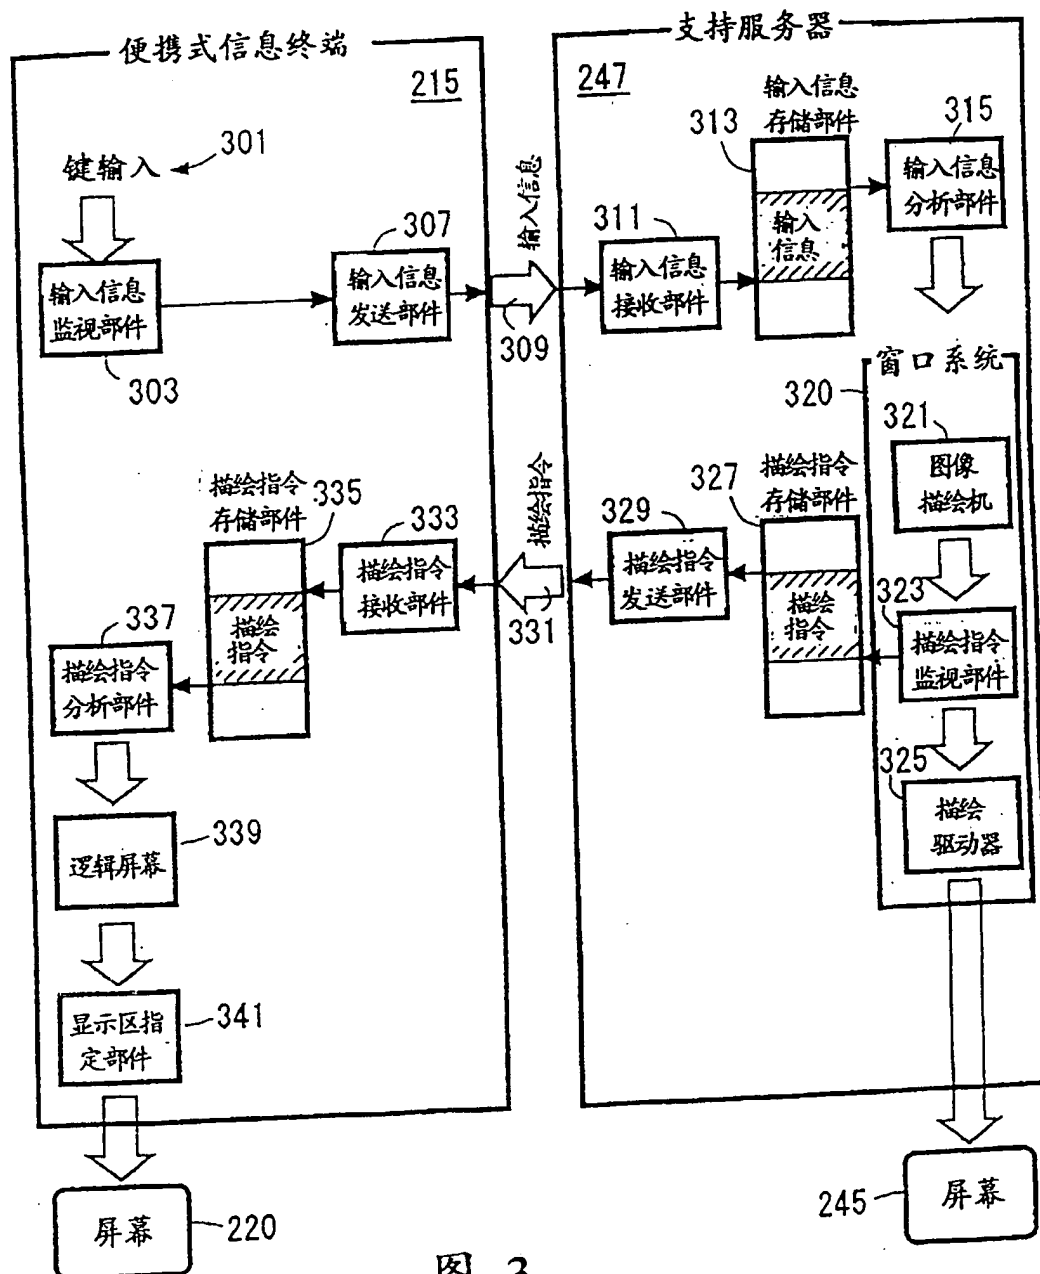 便携式信息终端
215
键输入
301
输入信息
监视部件
303
307
输入信息
发送部件
输入信息
309
支持服务器
247
311
输入信息
接收部件
313
输入信息
存储部件
输入
信息
315
输入信息
分析部件
窗口系统
320
321
图像
描绘机
323
描绘指令
监视部件
325
描绘
驱动器
327
描绘指令
存储部件
描绘
指令
329
描绘指令
发送部件
描绘指令
331
333
描绘指令
接收部件
335
描绘指令
存储部件
描绘
指令
337
描绘指令
分析部件
339
逻辑屏幕
341
显示区指
定部件
屏幕
220
245
屏幕
图 3